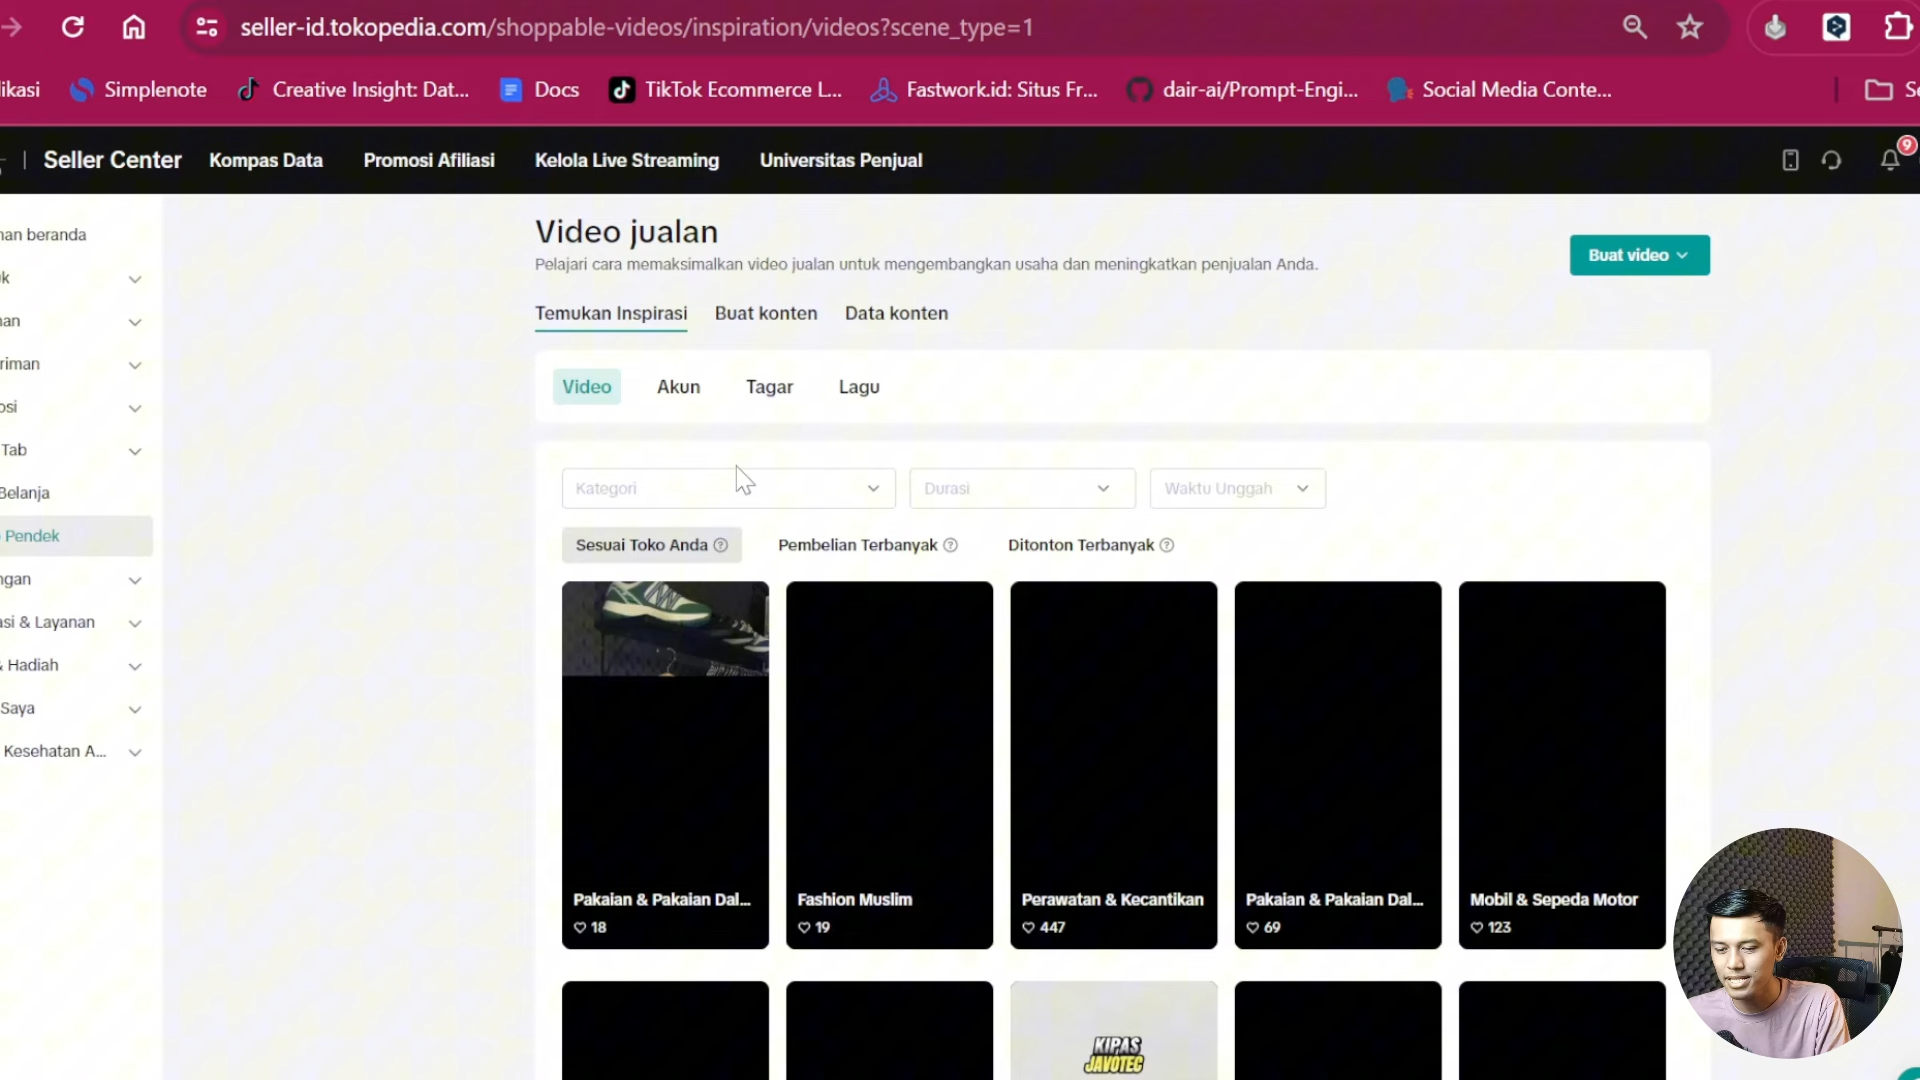 seller-id.tokopedia.com/shoppable-videos/inspiration/videos?scene_type=1
ikasi Simplenote Creative Insight: Dat... Docs TikTok Ecommerce L... Fastwork.id: Situs Fr... dair-ai/Prompt-Engi... Social Media Conte... Se
Seller Center Kompas Data Promosi Afiliasi Kelola Live Streaming Universitas Penjual 9
nan beranda
k
nan
riman
osi
Tab
Belanja
Pendek
ngan
asi & Layanan
& Hadiah
Saya
Kesehatan A...
Video jualan
Pelajari cara memaksimalkan video jualan untuk mengembangkan usaha dan meningkatkan penjualan Anda.
Buat video
Temukan Inspirasi Buat konten Data konten
Video Akun Tagar Lagu
Kategori Durasi Waktu Unggah
Sesuai Toko Anda Pembelian Terbanyak Ditonton Terbanyak
Pakaian & Pakaian Dal... Fashion Muslim Perawatan & Kecantikan Pakaian & Pakaian Dal... Mobil & Sepeda Motor
18 19 447 69 123
KIPAS
JAVOTEC